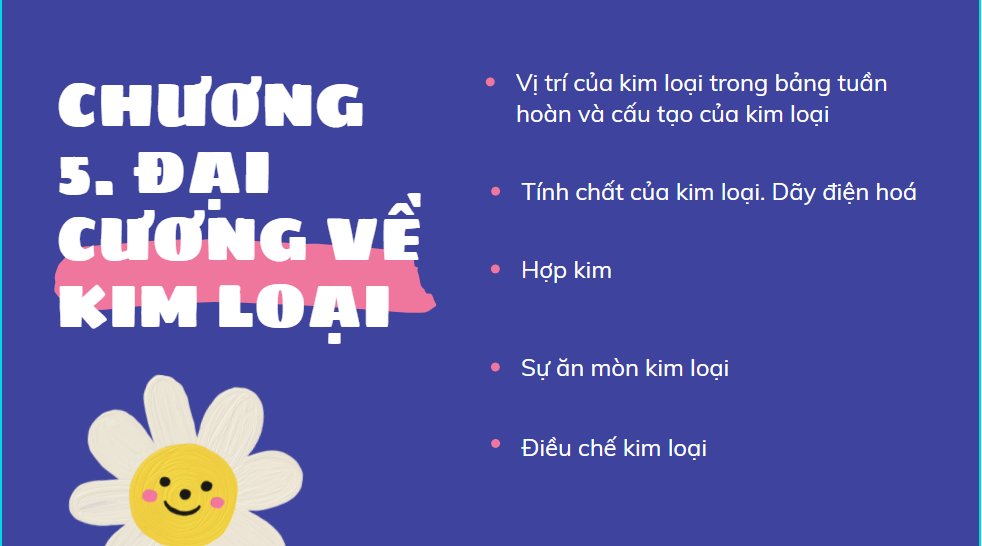 CHƯƠNG
5. ĐẠI
CƯƠNG VỀ
KIM LOẠI
Vị trí của kim loại trong bảng tuần
hoàn và cấu tạo của kim loại
Tính chất của kim loại. Dãy điện hoá
Hợp kim
Sự ăn mòn kim loại
Điều chế kim loại